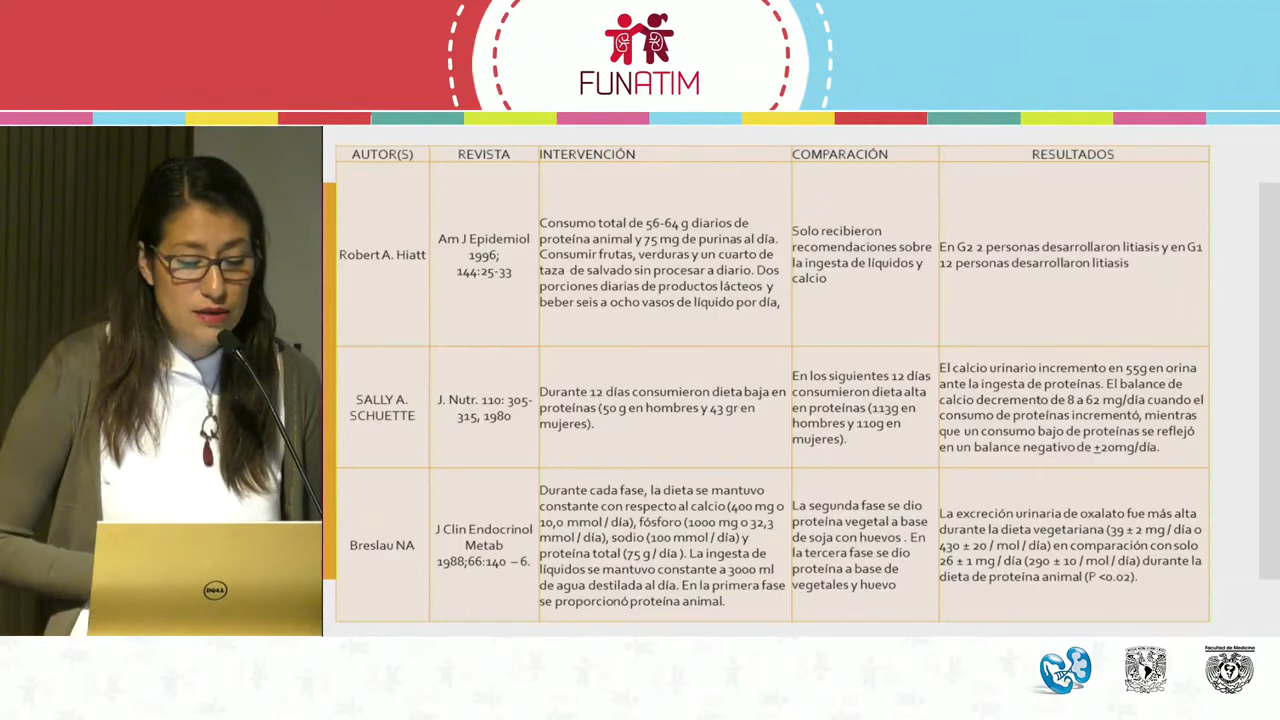 FUNATIM
AUTOR(S)
REVISTA
INTERVENCIÓN
COMPARACIÓN
RESULTADOS
Robert A. Hiatt
Am J Epidemiol
1996;
144:25-33
Consumo total de 56-64 g diarios de
proteína animal y 75 mg de purinas al día.
Consumir frutas, verduras y un cuarto de
taza de salvado sin procesar a diario. Dos
porciones diarias de productos lácteos y
beber seis a ocho vasos de líquido por día,
Solo recibieron
recomendaciones sobre
la ingesta de líquidos y
calcio
En G2 2 personas desarrollaron litiasis y en G1
12 personas desarrollaron litiasis
SALLY A.
SCHUETTE
J. Nutr. 110: 305-
315, 1980
Durante 12 días consumieron dieta baja en
proteínas (50 g en hombres y 43 gr en
mujeres).
En los siguientes 12 días
consumieron dieta alta
en proteínas (113g en
hombres y 110g en
mujeres).
El calcio urinario incremento en 55g en orina
ante la ingesta de proteínas. El balance de
calcio decremento de 8 a 62 mg/día cuando el
consumo de proteínas incrementó, mientras
que un consumo bajo de proteínas se reflejó
en un balance negativo de ±20mg/día.
Breslau NA
J Clin Endocrinol
Metab
1988;66:140 – 6.
Durante cada fase, la dieta se mantuvo
constante con respecto al calcio (400 mg o
10,0 mmol / día), fósforo (1000 mg o 32,3
mmol / día), sodio (100 mmol / día) y
proteína total (75 g / día ). La ingesta de
líquidos se mantuvo constante a 3000 ml
de agua destilada al día. En la primera fase
se proporcionó proteína animal.
La segunda fase se dio
proteína vegetal a base
de soja con huevos . En
la tercera fase se dio
proteína a base de
vegetales y huevo
La excreción urinaria de oxalato fue más alta
durante la dieta vegetariana (39 ± 2 mg / día o
430 ± 20 / mol / día) en comparación con solo
26 ± 1 mg / día (290 ± 10 / mol / día) durante la
dieta de proteína animal (P <0.02).
DELL
Facultad de Medicina